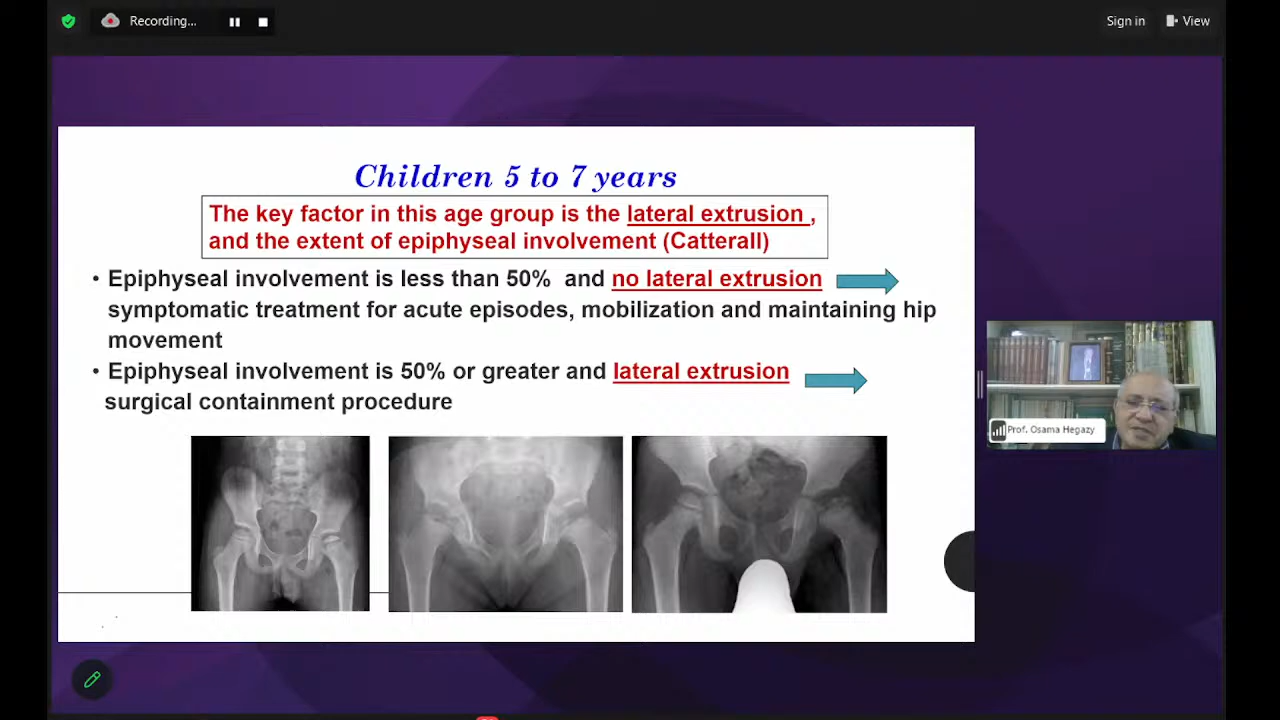 Recording...
Sign in
View
Children 5 to 7 years
The key factor in this age group is the lateral extrusion ,
and the extent of epiphyseal involvement (Catterall)
• Epiphyseal involvement is less than 50% and no lateral extrusion
symptomatic treatment for acute episodes, mobilization and maintaining hip
movement
• Epiphyseal involvement is 50% or greater and lateral extrusion
surgical containment procedure
Prof. Osama Hegazy